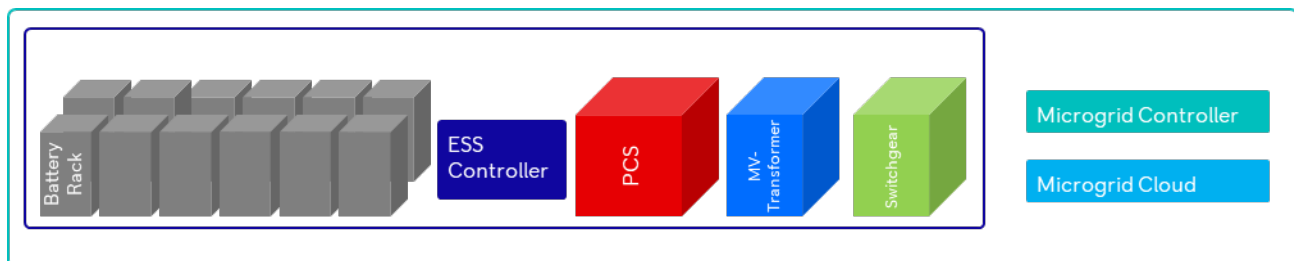 Battery
Rack
ESS
Controller
PCS
MV-
Transformer
Switchgear
Microgrid Controller
Microgrid Cloud